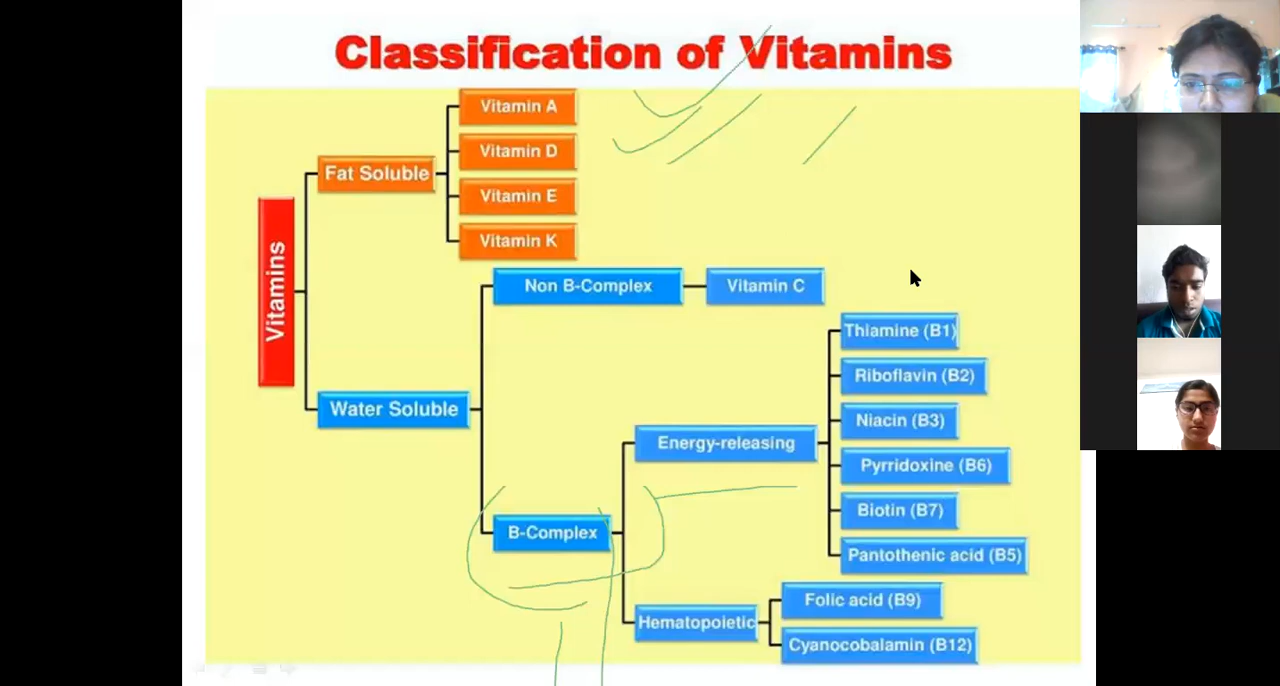 Classification of Vitamins
Vitamins
Fat Soluble
Vitamin A
Vitamin D
Vitamin E
Vitamin K
Water Soluble
Non B-Complex
Vitamin C
B-Complex
Energy-releasing
Thiamine (B1)
Riboflavin (B2)
Niacin (B3)
Pyrridoxine (B6)
Biotin (B7)
Pantothenic acid (B5)
Hematopoietic
Folic acid (B9)
Cyanocobalamin (B12)